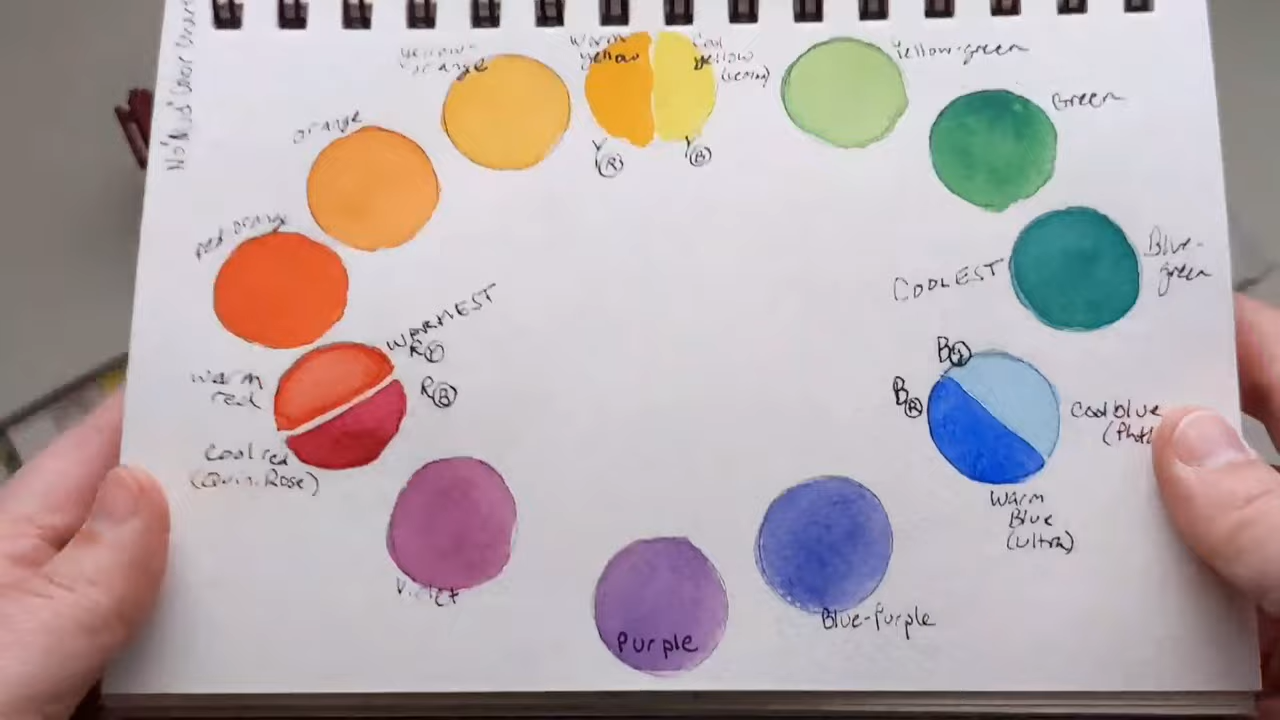 Yellow-
orange
Warm
yellow
Cool
yellow
(lemon)
Yellow-green
Y(R)
Y(B)
Green
orange
red orange
Blue-
green
COOLEST
WARMEST
R(Y)
R(B)
warm
red
Cool red
(Quin. Rose)
B(Y)
B(R)
Cool blue
Warm
Blue
(ultra)
Violet
Purple
Blue-Purple